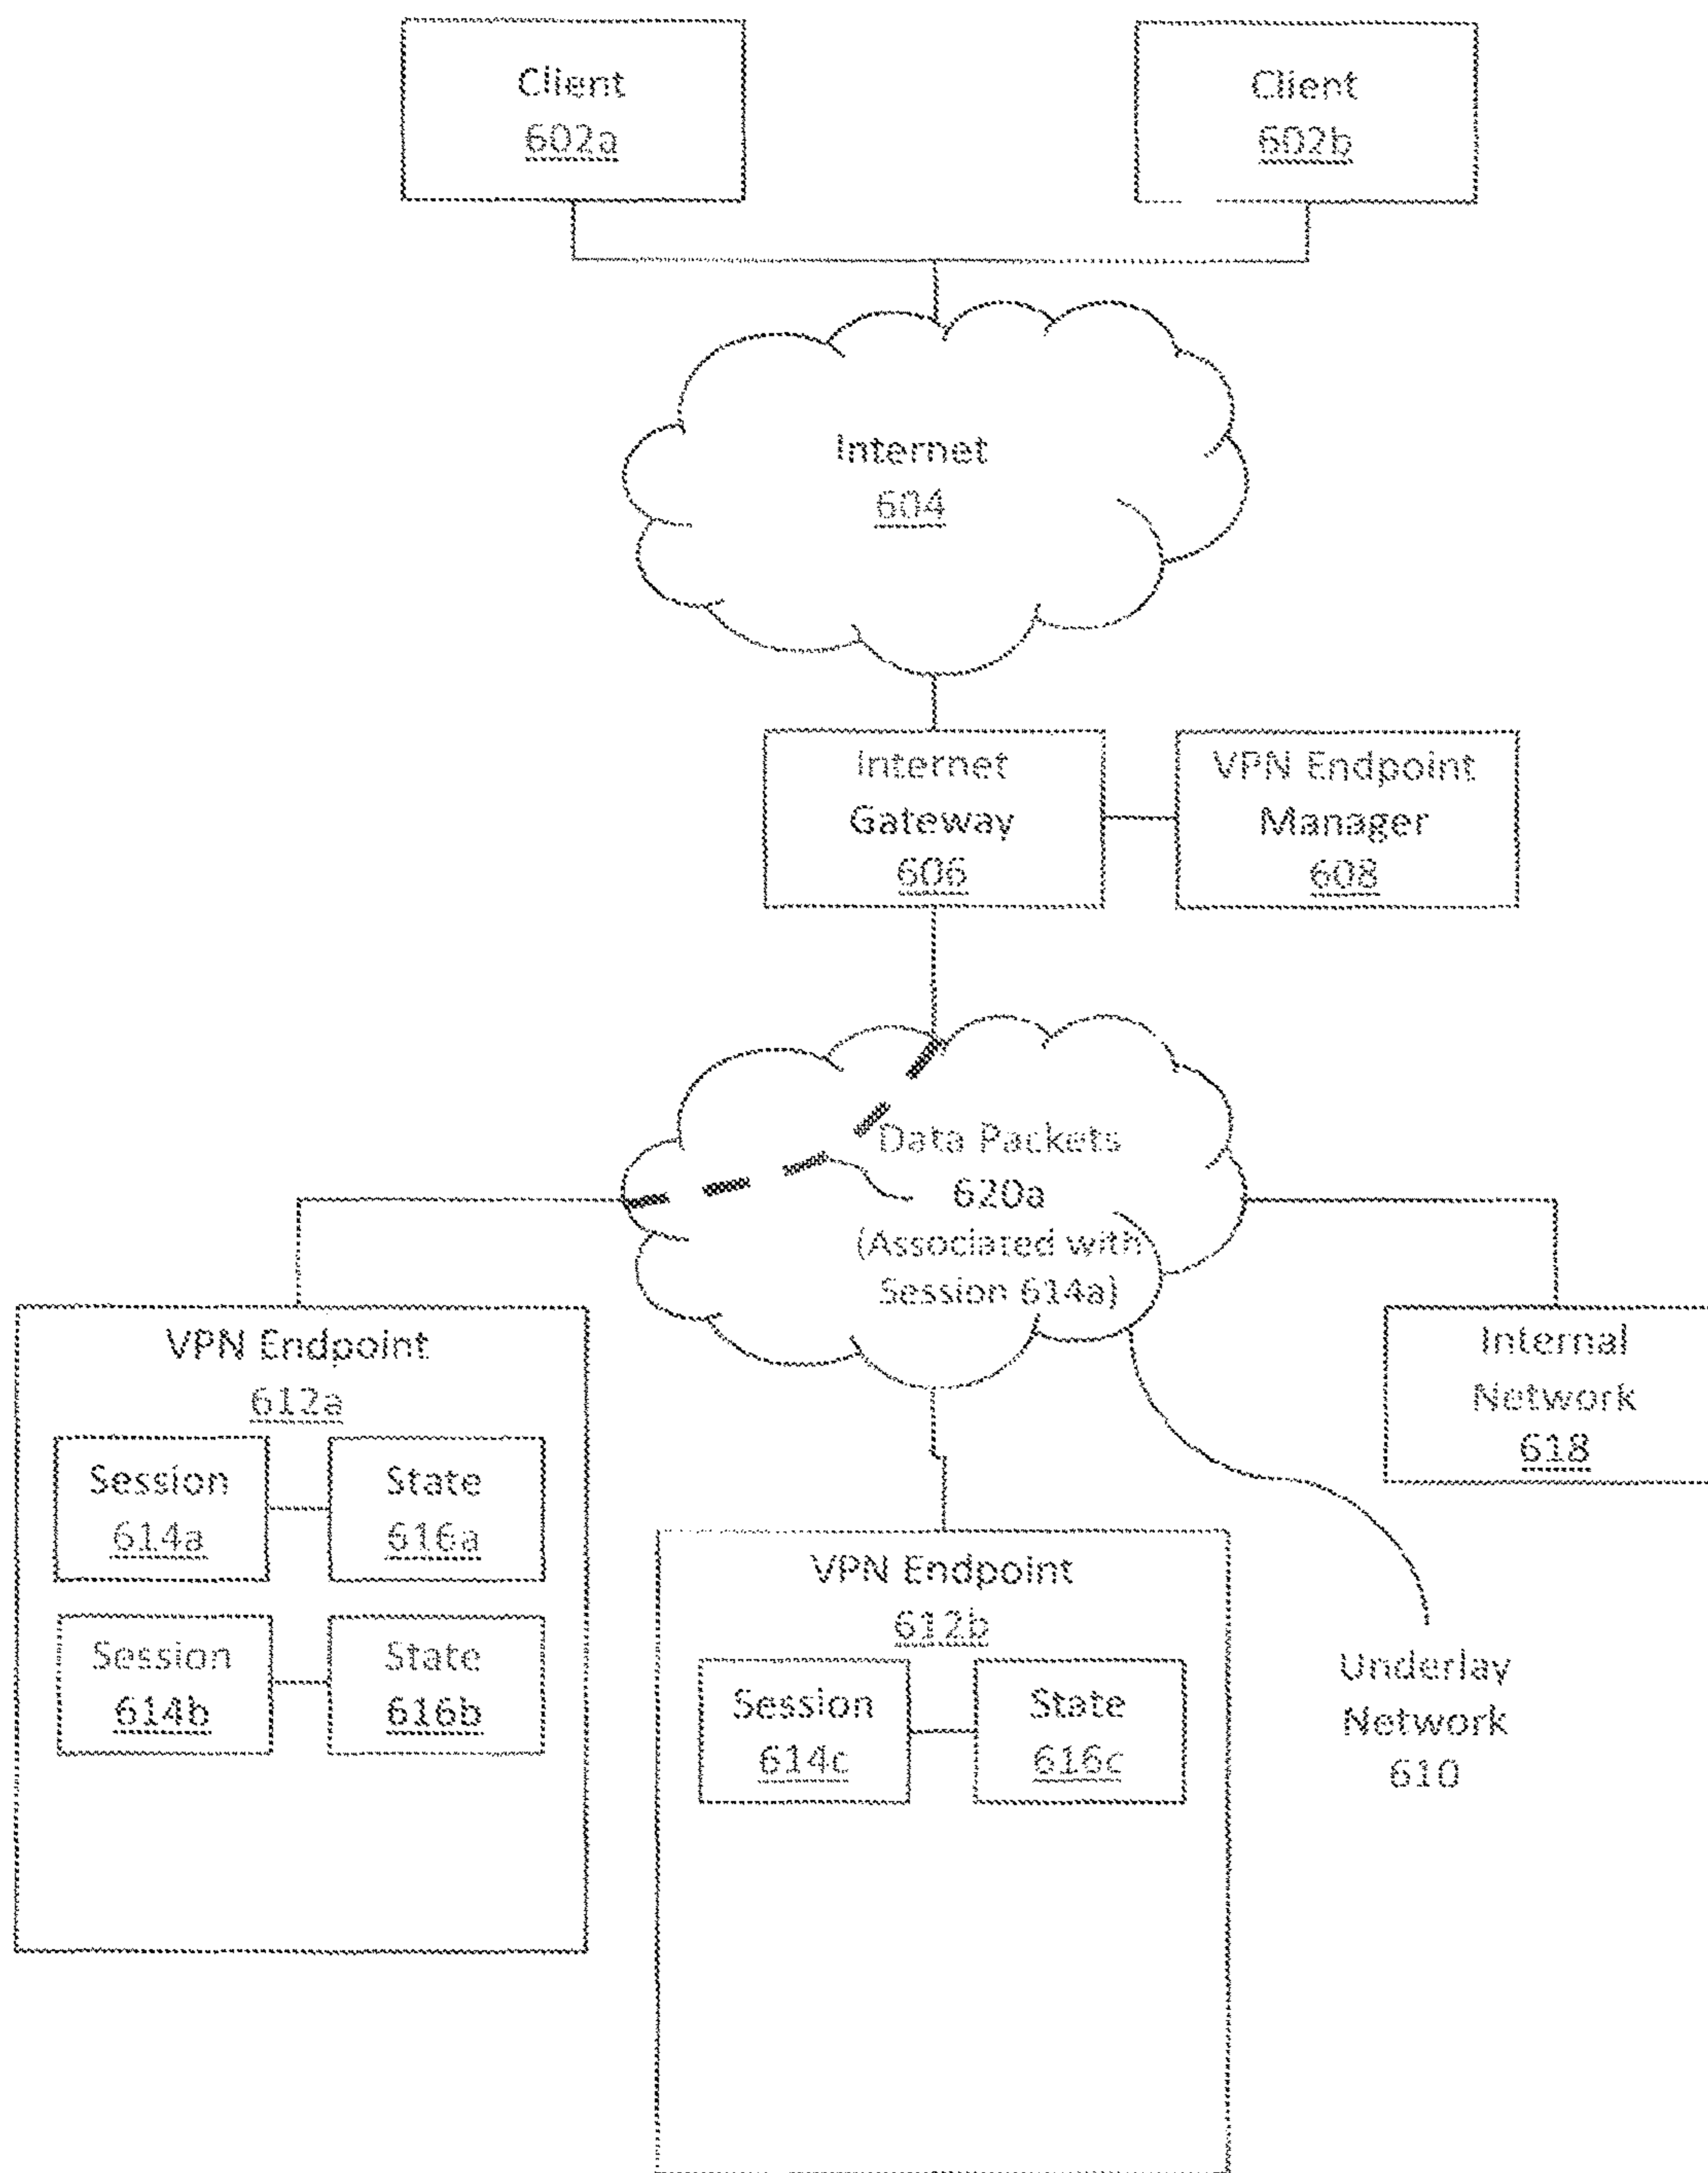 Client
602a
Client
602b
Internet
604
Internet
Gateway
606
VPN Endpoint
Manager
608
Data Packets
620a
(Associated with
Session 614a)
VPN Endpoint
612a
Session
614a
State
616a
Session
614b
State
616b
VPN Endpoint
612b
Session
614c
State
616c
Internal
Network
618
Underlay
Network
610